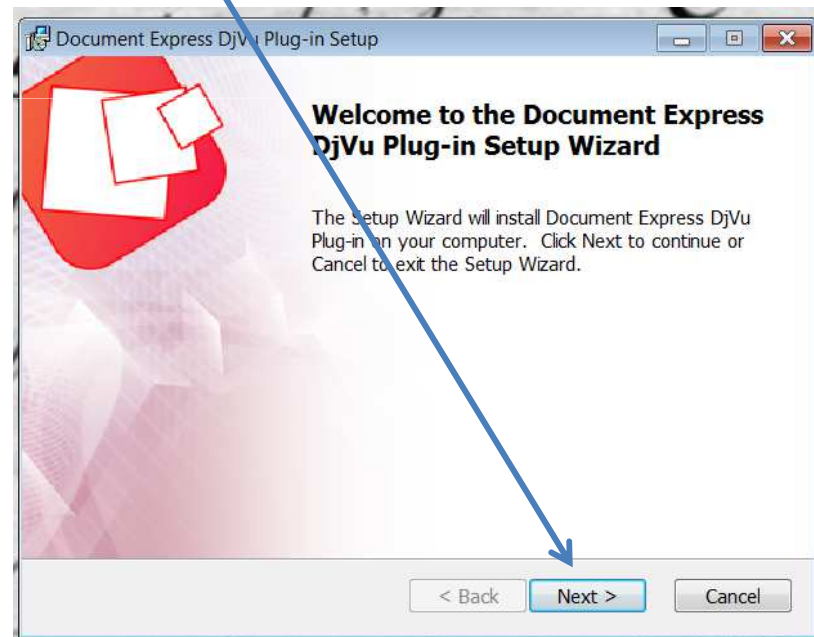 Document Express DjVu Plug-in Setup
Welcome to the Document Express
DjVu Plug-in Setup Wizard
The Setup Wizard will install Document Express DjVu
Plug-in on your computer. Click Next to continue or
Cancel to exit the Setup Wizard.
< Back Next > Cancel